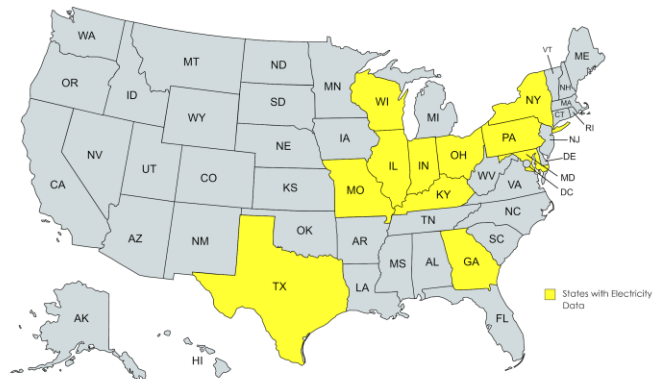 WA
MT
ND
MN
VT
ME
OR
ID
SD
WI
MI
NY
NH
MA
CT
RI
WY
IA
PA
NJ
NV
NE
IL
IN
OH
DE
MD
DC
CA
UT
CO
KS
MO
KY
WV
VA
AZ
NM
OK
AR
TN
NC
SC
TX
LA
MS
AL
GA
FL
AK
HI
States with Electricity
Data